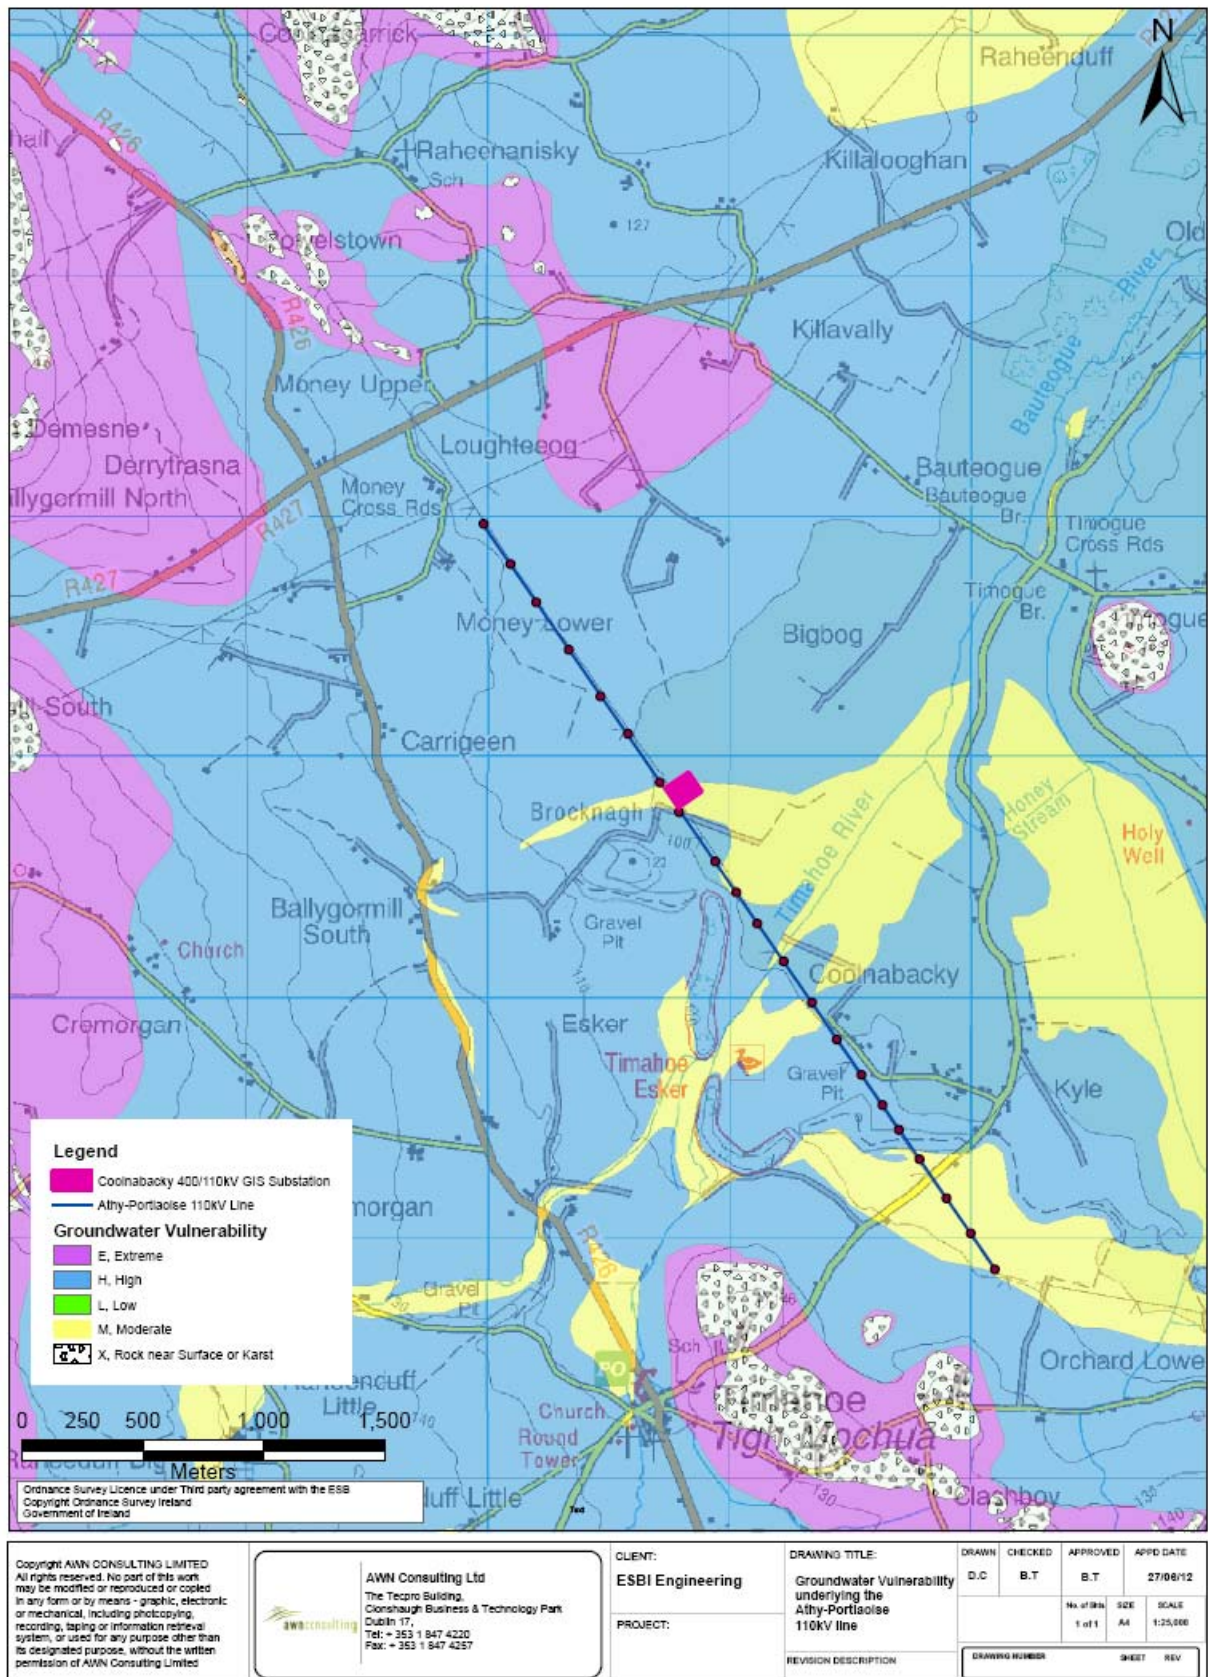 N
Raheenduff
R426
Raheenanisky
Sch
Killalooghan
127
Old
River
R426
Killavally
Bauteogue
Money Upper
Demesne
Loughteeog
Derrytrasna
Money
Cross Rds
Bauteogue
Bauteogue
Br.
R427
Timogue
Cross Rds
R427
Timogue
Br.
Money Lower
Bigbog
Carrigeen
Brocknagh
100
Honey
Stream
Timahoe River
Holy
Well
Ballygormill
South
Gravel
Pit
Church
Coolnabacky
110
Cremorgan
Esker
Timahoe
Esker
Gravel
Pit
Kyle
Legend
Coolnabacky 400/110kV GIS Substation
Athy-Portlaoise 110kV Line
Groundwater Vulnerability
E, Extreme
H, High
L, Low
M, Moderate
X, Rock near Surface or Karst
morgan
R426
Gravel
Pit
Sch
PO
Orchard Lowe
Little
Church
Round
Tower
Tigh Mochua
0 250 500 1,000 1,500
Meters
140
Clashboy
130
130
140
duff Little
Ordnance Survey Licence under Third party agreement with the ESB
Copyright Ordnance Survey Ireland
Government of Ireland
Copyright AWN CONSULTING LIMITED
All rights reserved. No part of this work
may be modified or reproduced or copied
in any form or by means - graphic, electronic
or mechanical, including photcopying,
recording, taping or information retrieval
system, or used for any purpose other than
its designated purpose, without the written
permission of AWN Consulting Limited
awnconsulting
AWN Consulting Ltd
The Tecpro Building,
Clonshaugh Business & Technology Park
Dublin 17,
Tel: + 353 1 847 4220
Fax: + 353 1 847 4257
CLIENT:
ESBI Engineering
PROJECT:
DRAWING TITLE:
Groundwater Vulnerability
underlying the
Athy-Portlaoise
110kV line
REVISION DESCRIPTION
DRAWN CHECKED APPROVED APPD DATE
D.C B.T B.T 27/06/12
No. of Shts SIZE SCALE
1 of 1 A4 1:25,000
DRAWING NUMBER SHEET REV